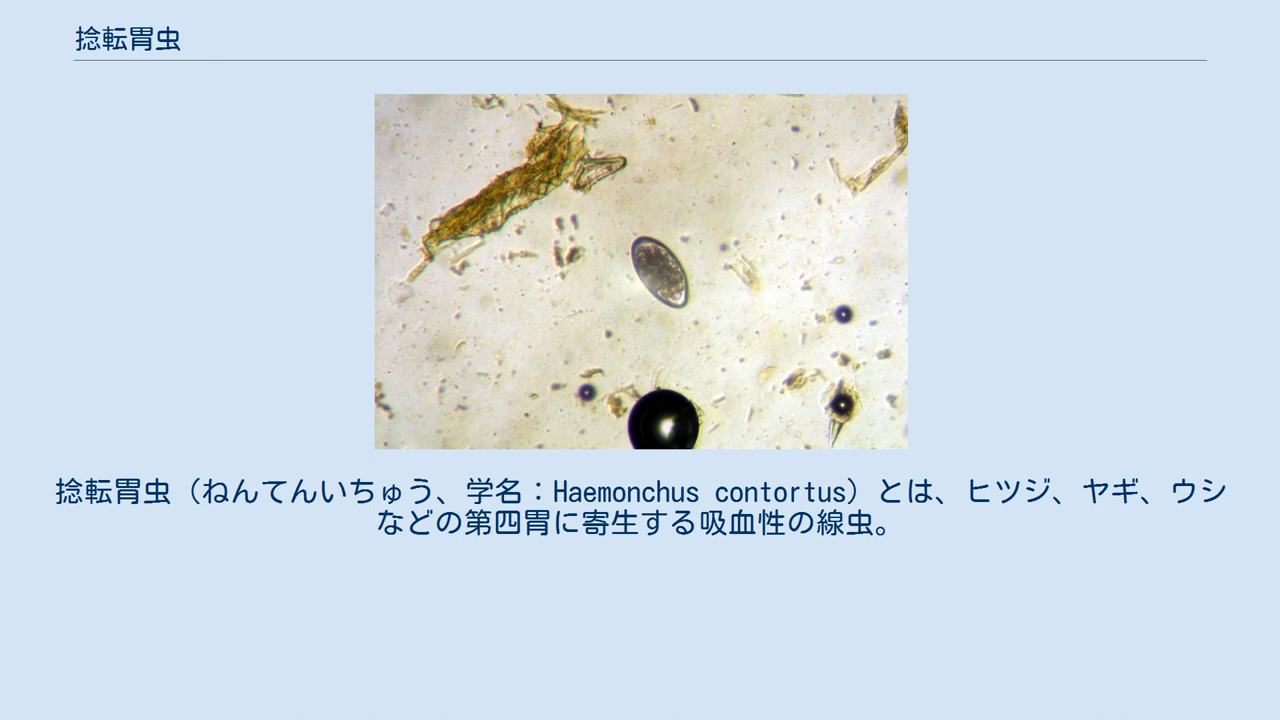 捻転胃虫
捻転胃虫（ねんてんいちゅう、学名：Haemonchus contortus）とは、ヒツジ、ヤギ、ウシ
などの第四胃に寄生する吸血性の線虫。